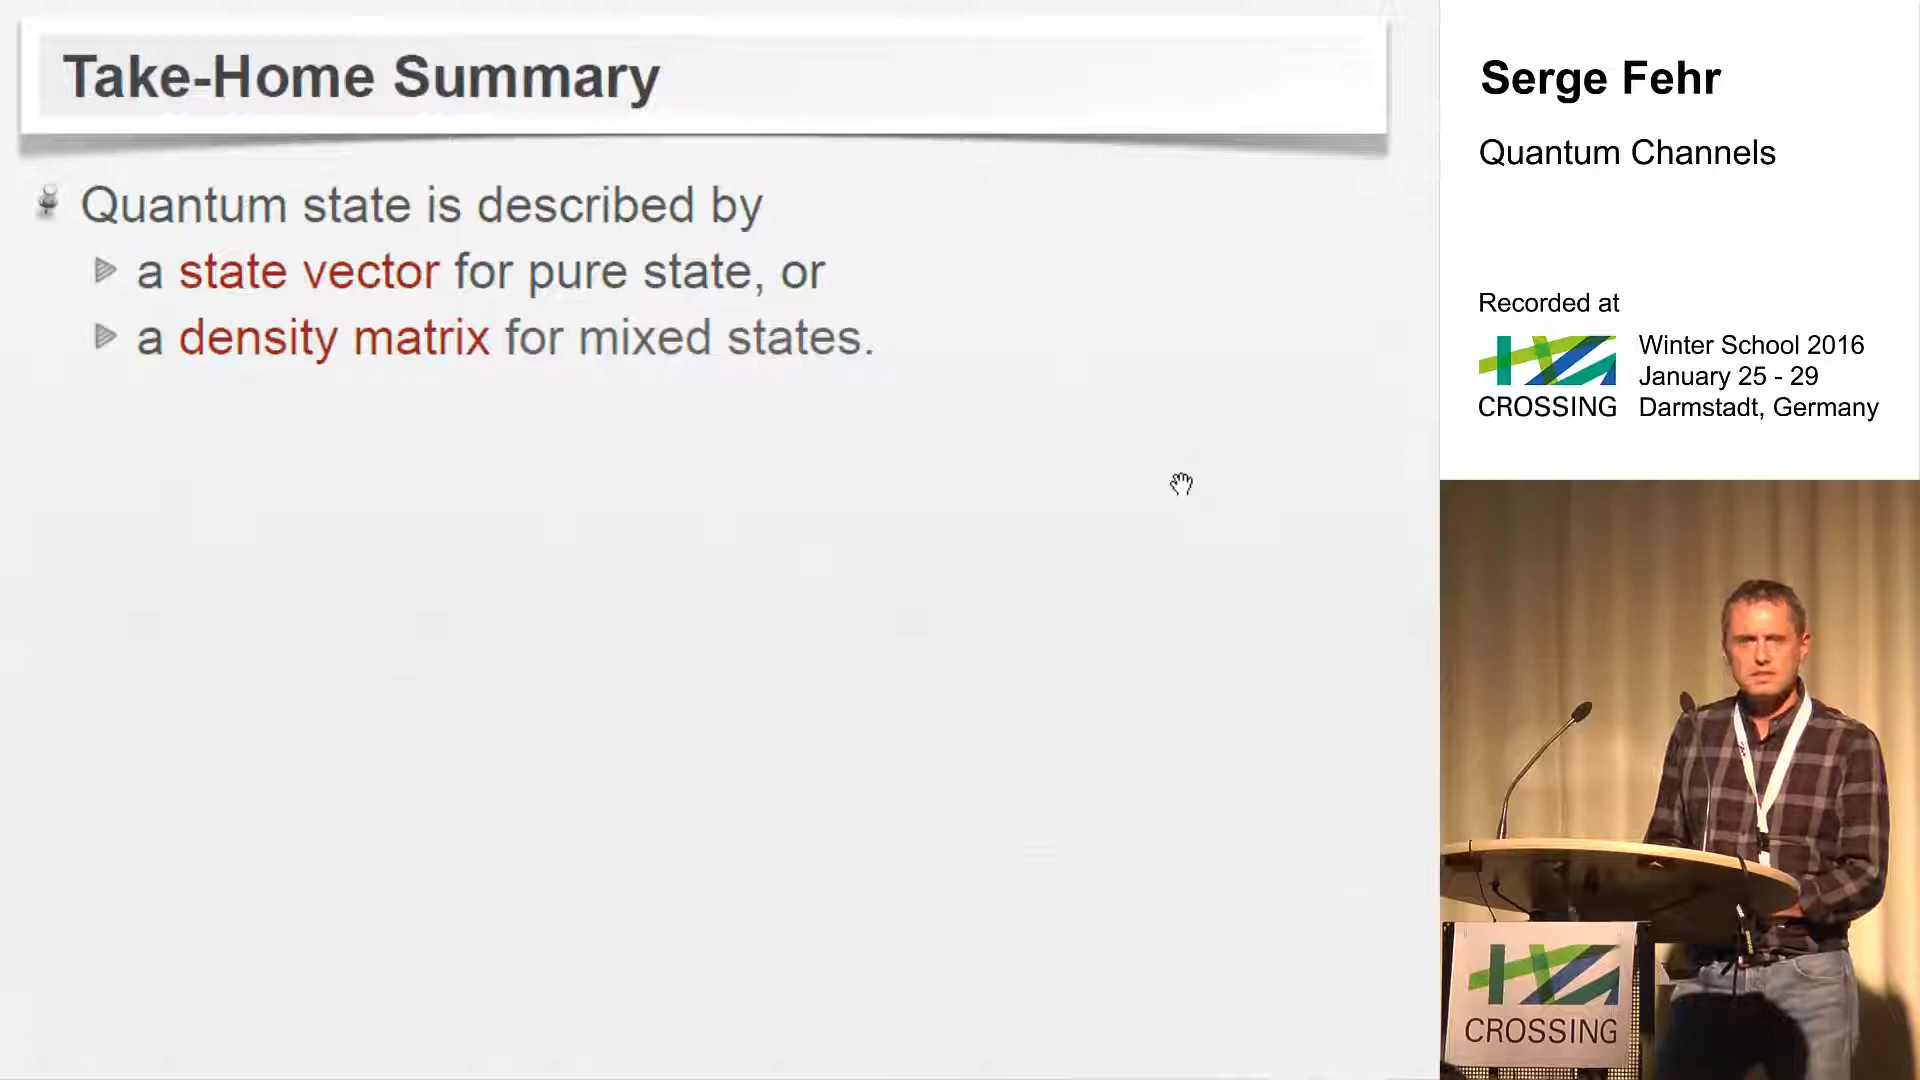 Take-Home Summary
Quantum state is described by
a state vector for pure state, or
a density matrix for mixed states.
Serge Fehr
Quantum Channels
Recorded at
CROSSING
Winter School 2016
January 25 - 29
Darmstadt, Germany
CROSSING